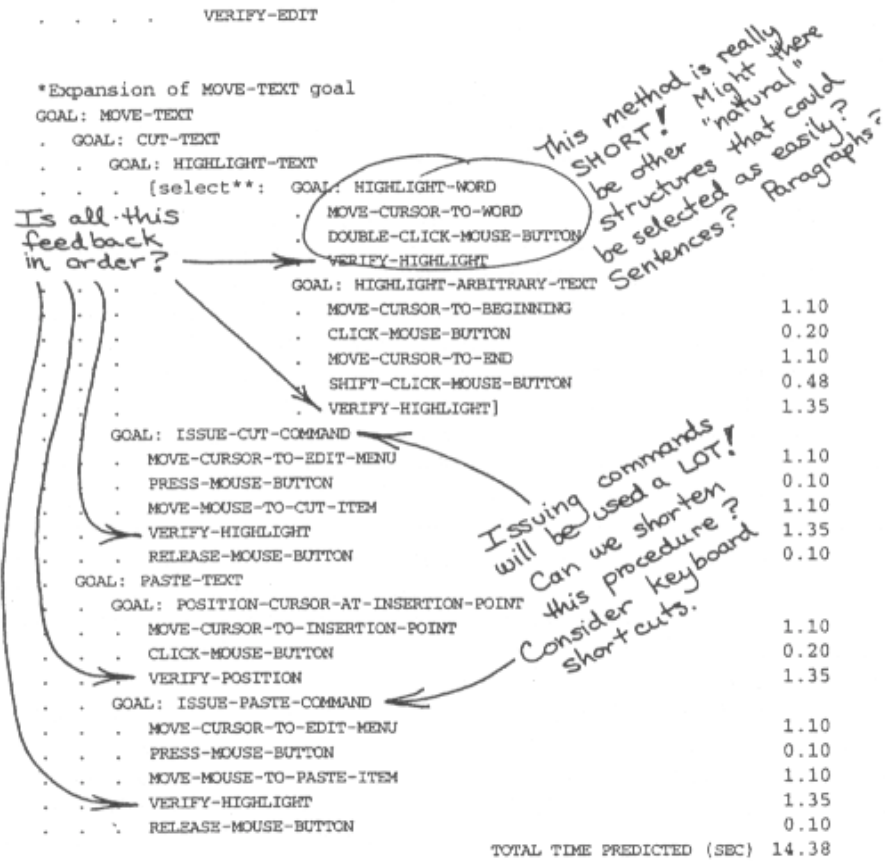 . . . . VERIFY-EDIT
*Expansion of MOVE-TEXT goal
GOAL: MOVE-TEXT
. GOAL: CUT-TEXT
. . GOAL: HIGHLIGHT-TEXT
. . . [select**: GOAL: HIGHLIGHT-WORD
. MOVE-CURSOR-TO-WORD
. DOUBLE-CLICK-MOUSE-BUTTON
. VERIFY-HIGHLIGHT
GOAL: HIGHLIGHT-ARBITRARY-TEXT
. MOVE-CURSOR-TO-BEGINNING 1.10
. CLICK-MOUSE-BUTTON 0.20
. MOVE-CURSOR-TO-END 1.10
. SHIFT-CLICK-MOUSE-BUTTON 0.48
. VERIFY-HIGHLIGHT] 1.35
. . GOAL: ISSUE-CUT-COMMAND
. . . MOVE-CURSOR-TO-EDIT-MENU 1.10
. . . PRESS-MOUSE-BUTTON 0.10
. . . MOVE-MOUSE-TO-CUT-ITEM 1.10
. . . VERIFY-HIGHLIGHT 1.35
. . . RELEASE-MOUSE-BUTTON 0.10
. GOAL: PASTE-TEXT
. . GOAL: POSITION-CURSOR-AT-INSERTION-POINT
. . . MOVE-CURSOR-TO-INSERTION-POINT 1.10
. . . CLICK-MOUSE-BUTTON 0.20
. . . VERIFY-POSITION 1.35
. . GOAL: ISSUE-PASTE-COMMAND
. . . MOVE-CURSOR-TO-EDIT-MENU 1.10
. . . PRESS-MOUSE-BUTTON 0.10
. . . MOVE-MOUSE-TO-PASTE-ITEM 1.10
. . . VERIFY-HIGHLIGHT 1.35
. . . RELEASE-MOUSE-BUTTON 0.10
TOTAL TIME PREDICTED (SEC) 14.38
This method is really
SHORT! Might there
be other "natural"
structures that could
be selected as easily?
Sentences? Paragraphs?
Is all this
feedback
in order?
Issuing commands
will be used a LOT!
Can we shorten
this procedure?
Consider keyboard
short cuts.